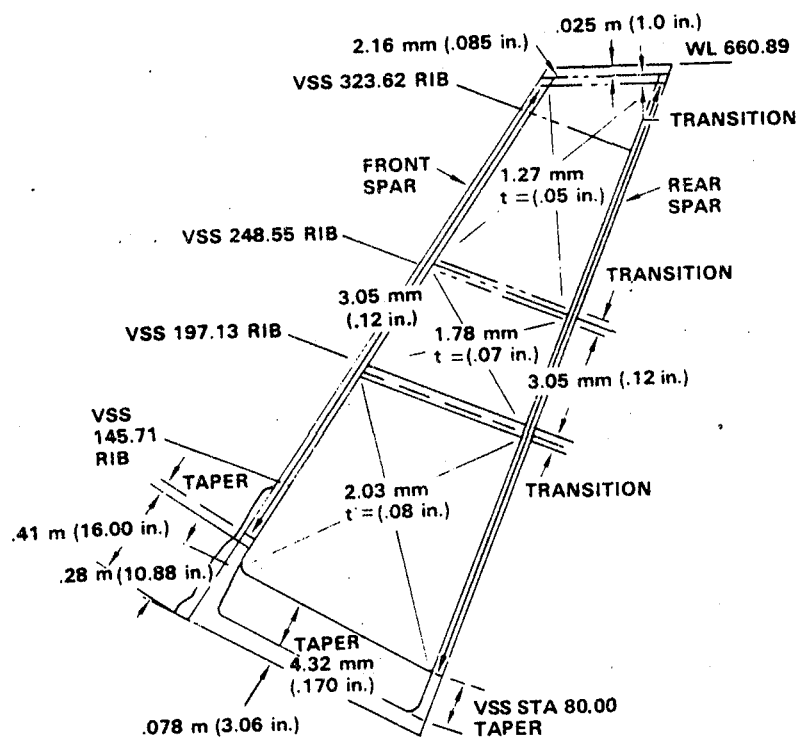 .025 m (1.0 in.)
2.16 mm (.085 in.)
WL 660.89
VSS 323.62 RIB
TRANSITION
FRONT
SPAR
1.27 mm
t =(.05 in.)
REAR
SPAR
VSS 248.55 RIB
TRANSITION
3.05 mm
(.12 in.)
VSS 197.13 RIB
1.78 mm
t =(.07 in.)
3.05 mm (.12 in.)
VSS
145.71
RIB
TAPER
2.03 mm
t =(.08 in.)
TRANSITION
.41 m (16.00 in.)
.28 m (10.88 in.)
TAPER
4.32 mm
(.170 in.)
VSS STA 80.00
TAPER
.078 m (3.06 in.)